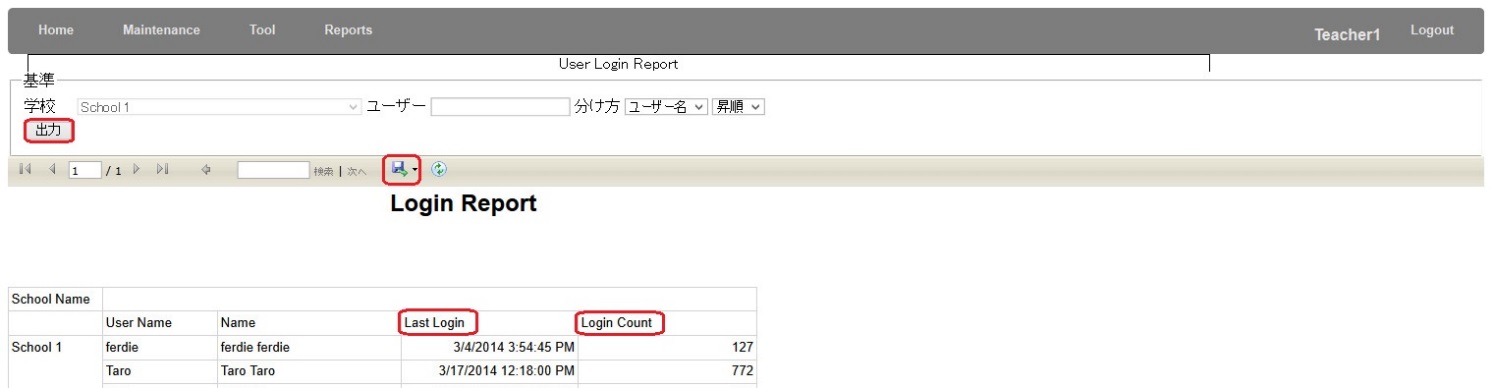 Home Maintenance Tool Reports Teacher1 Logout
User Login Report
基準
学校 School 1 ユーザー 分け方 ユーザー名 昇順
出力
1 / 1 検索 | 次へ
Login Report
School Name
User Name Name Last Login Login Count
School 1 ferdie ferdie ferdie 3/4/2014 3:54:45 PM 127
Taro Taro Taro 3/17/2014 12:18:00 PM 772